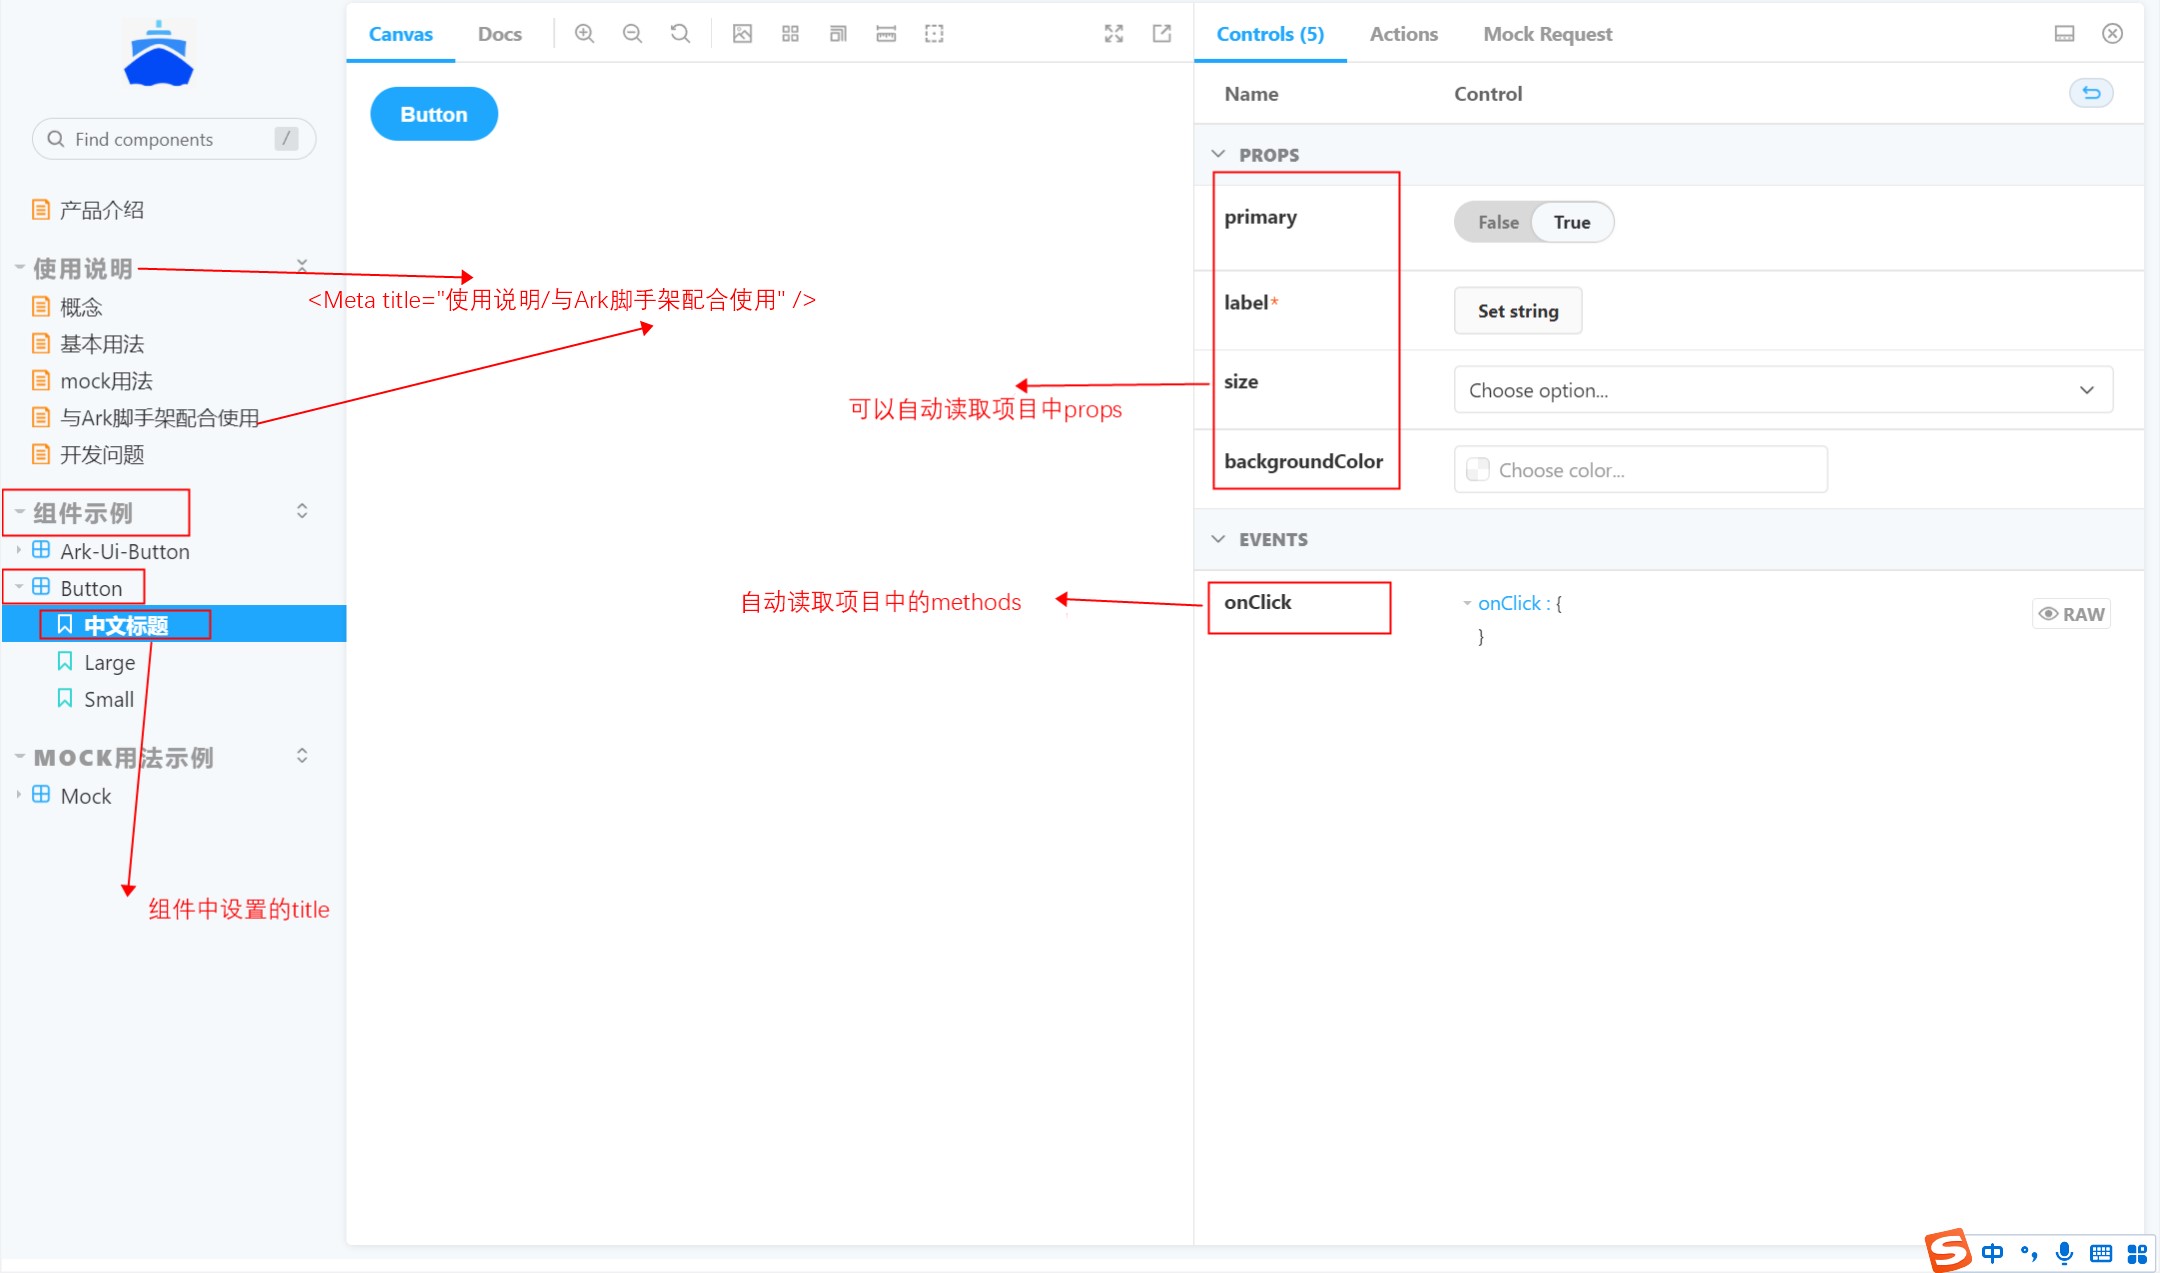 Find components /
产品介绍
使用说明
概念
基本用法
mock用法
与Ark脚手架配合使用
开发问题
组件示例
Ark-Ui-Button
Button
中文标题
Large
Small
MOCK用法示例
Mock
组件中设置的title
Canvas Docs
Button
<Meta title="使用说明/与Ark脚手架配合使用" />
可以自动读取项目中props
自动读取项目中的methods
Controls (5) Actions Mock Request
Name Control
PROPS
primary False True
label* Set string
size Choose option...
backgroundColor Choose color...
EVENTS
onClick onClick : {
}
RAW
S 中